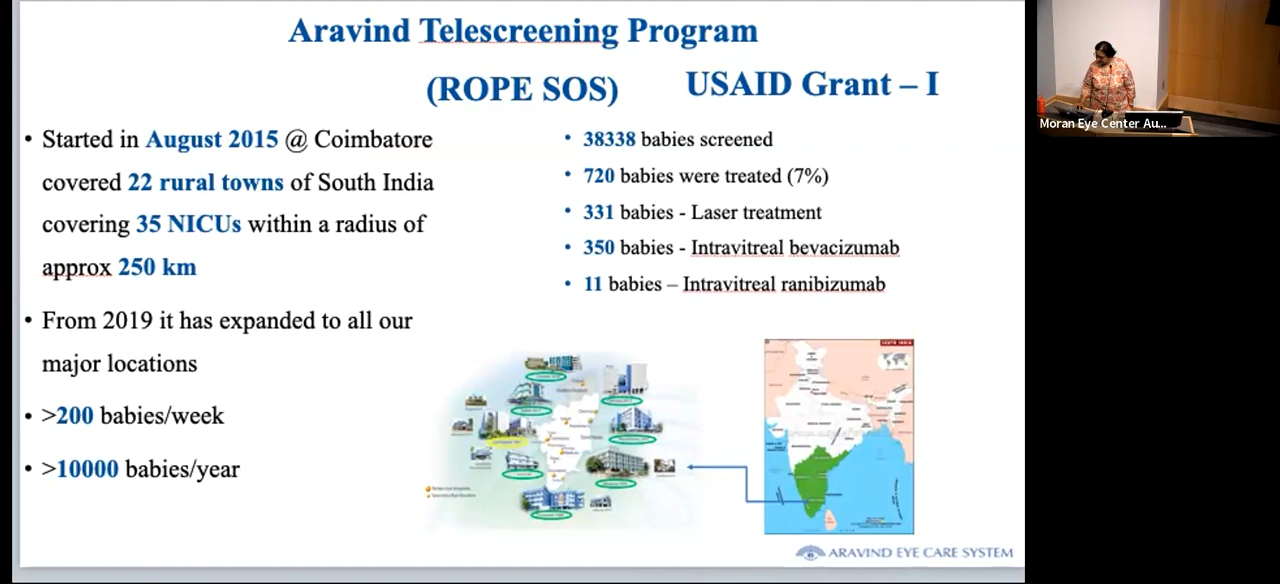 Aravind Telescreening Program
(ROPE SOS)
USAID Grant – I
• Started in August 2015 @ Coimbatore
covered 22 rural towns of South India
covering 35 NICUs within a radius of
approx 250 km
• From 2019 it has expanded to all our
major locations
• >200 babies/week
• >10000 babies/year
• 38338 babies screened
• 720 babies were treated (7%)
• 331 babies - Laser treatment
• 350 babies - Intravitreal bevacizumab
• 11 babies – Intravitreal ranibizumab
SOUTH INDIA
ARAVIND EYE CARE SYSTEM
Moran Eye Center Au...